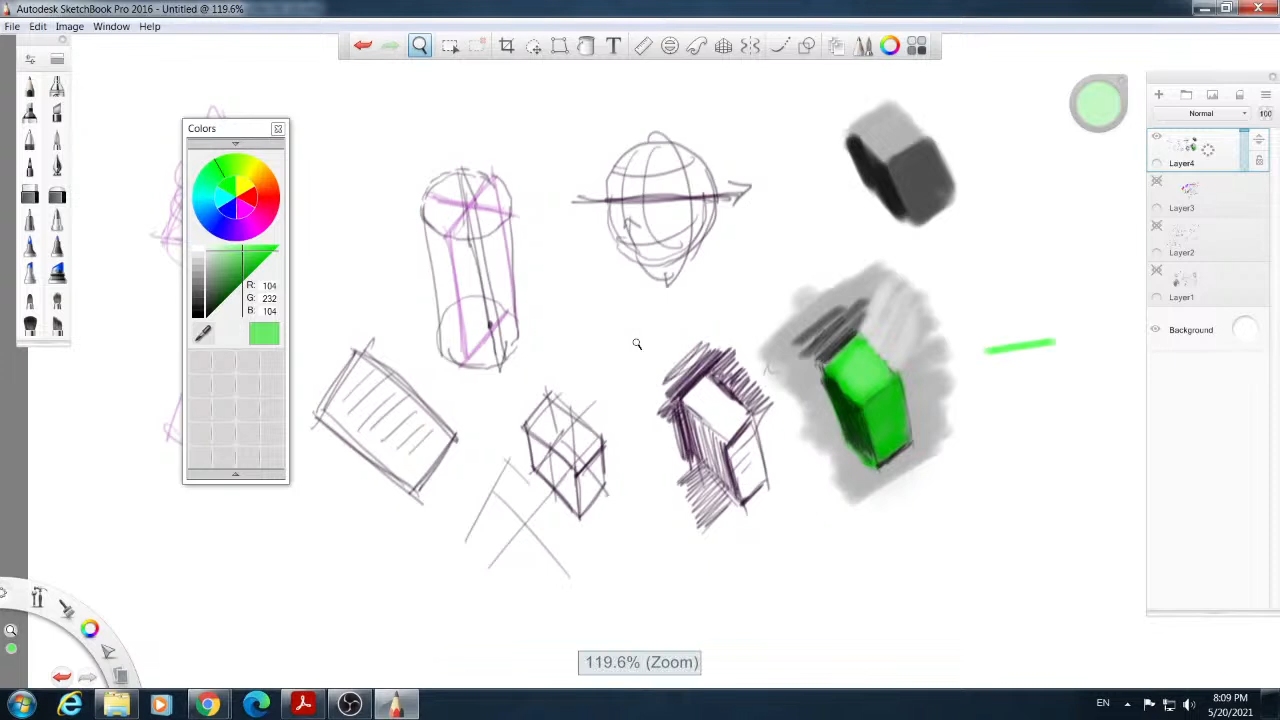 Autodesk SketchBook Pro 2016 - Untitled @ 119.6%
File Edit Image Window Help
T
Colors
R: 104
G: 232
B: 104
Normal 100
Layer4
Layer3
Layer2
Layer1
Background
119.6% (Zoom)
EN
8:09 PM
5/20/2021